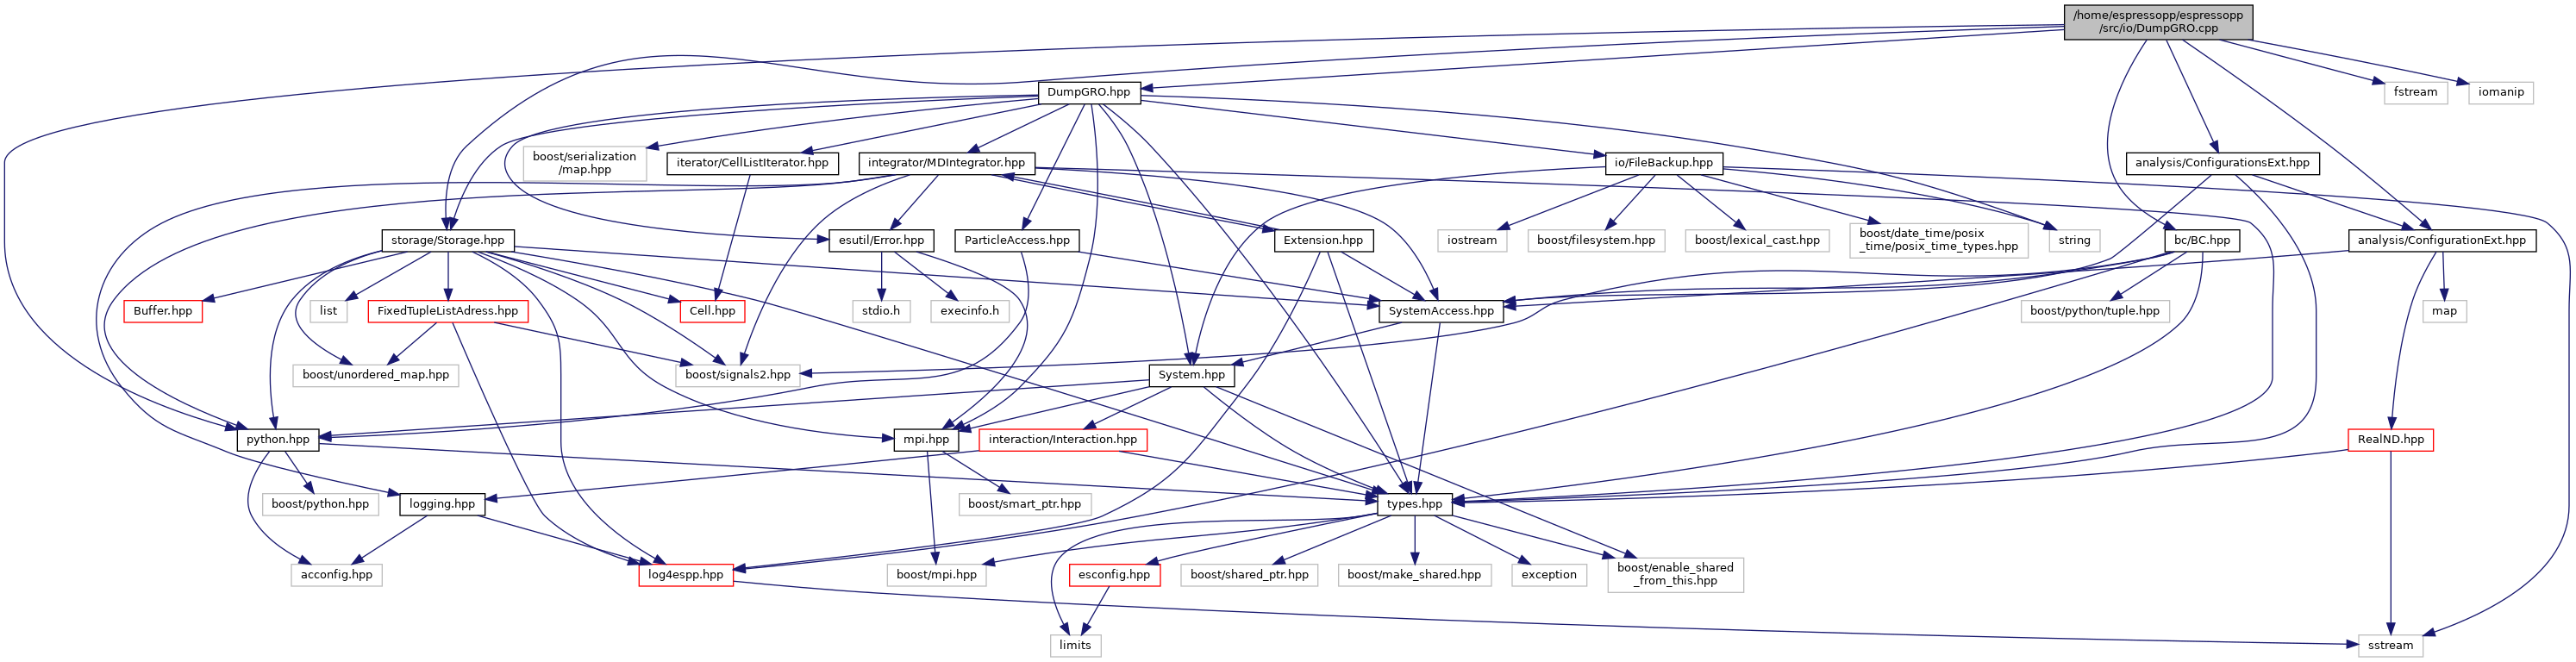 /home/espressopp/espressopp
/src/io/DumpGRO.cpp
DumpGRO.hpp
fstream
iomanip
boost/serialization
/map.hpp
iterator/CellListIterator.hpp
integrator/MDIntegrator.hpp
io/FileBackup.hpp
analysis/ConfigurationsExt.hpp
storage/Storage.hpp
esutil/Error.hpp
ParticleAccess.hpp
Extension.hpp
iostream
boost/filesystem.hpp
boost/lexical_cast.hpp
boost/date_time/posix
_time/posix_time_types.hpp
string
bc/BC.hpp
analysis/ConfigurationExt.hpp
Buffer.hpp
list
FixedTupleListAdress.hpp
Cell.hpp
stdio.h
execinfo.h
SystemAccess.hpp
boost/python/tuple.hpp
map
boost/unordered_map.hpp
boost/signals2.hpp
System.hpp
python.hpp
mpi.hpp
interaction/Interaction.hpp
RealND.hpp
boost/python.hpp
logging.hpp
boost/smart_ptr.hpp
types.hpp
acconfig.hpp
log4espp.hpp
boost/mpi.hpp
esconfig.hpp
boost/shared_ptr.hpp
boost/make_shared.hpp
exception
boost/enable_shared
_from_this.hpp
limits
sstream